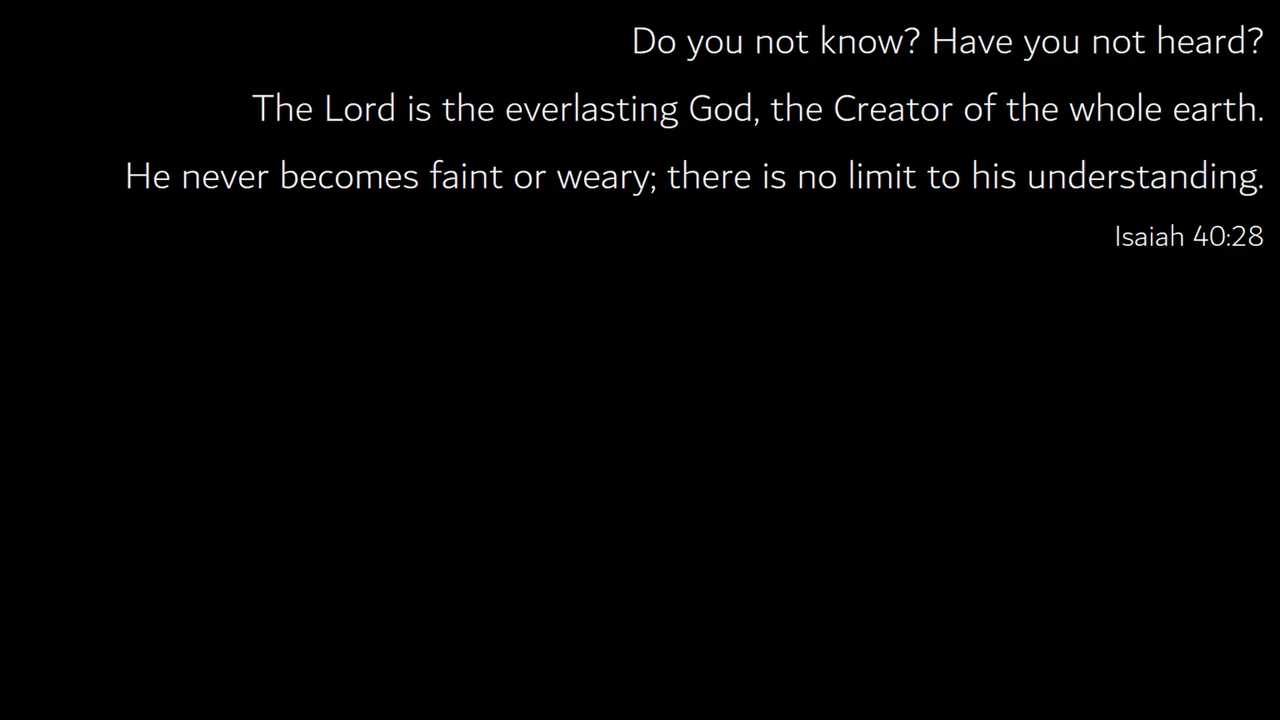 Do you not know? Have you not heard?
The Lord is the everlasting God, the Creator of the whole earth.
He never becomes faint or weary; there is no limit to his understanding.
Isaiah 40:28